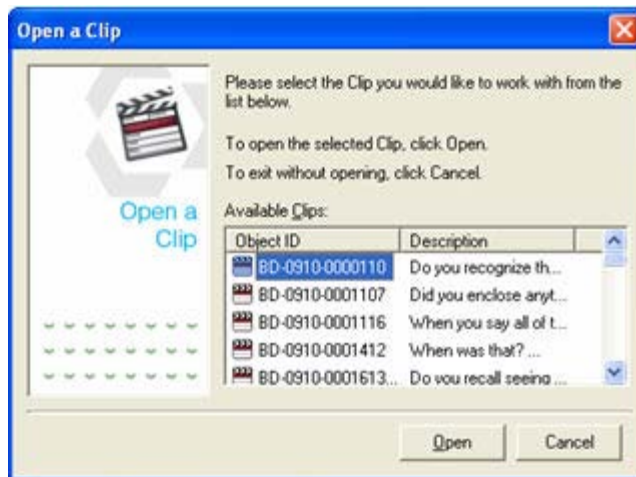 Open a Clip
Please select the Clip you would like to work with from the
list below.
To open the selected Clip, click Open.
To exit without opening, click Cancel.
Open a
Clip
Available Clips:
Object ID Description
BD-0910-0000110 Do you recognize th...
BD-0910-0001107 Did you enclose anyt...
BD-0910-0001116 When you say all of t...
BD-0910-0001412 When was that? ...
BD-0910-0001613... Do you recall seeing ...
Open Cancel